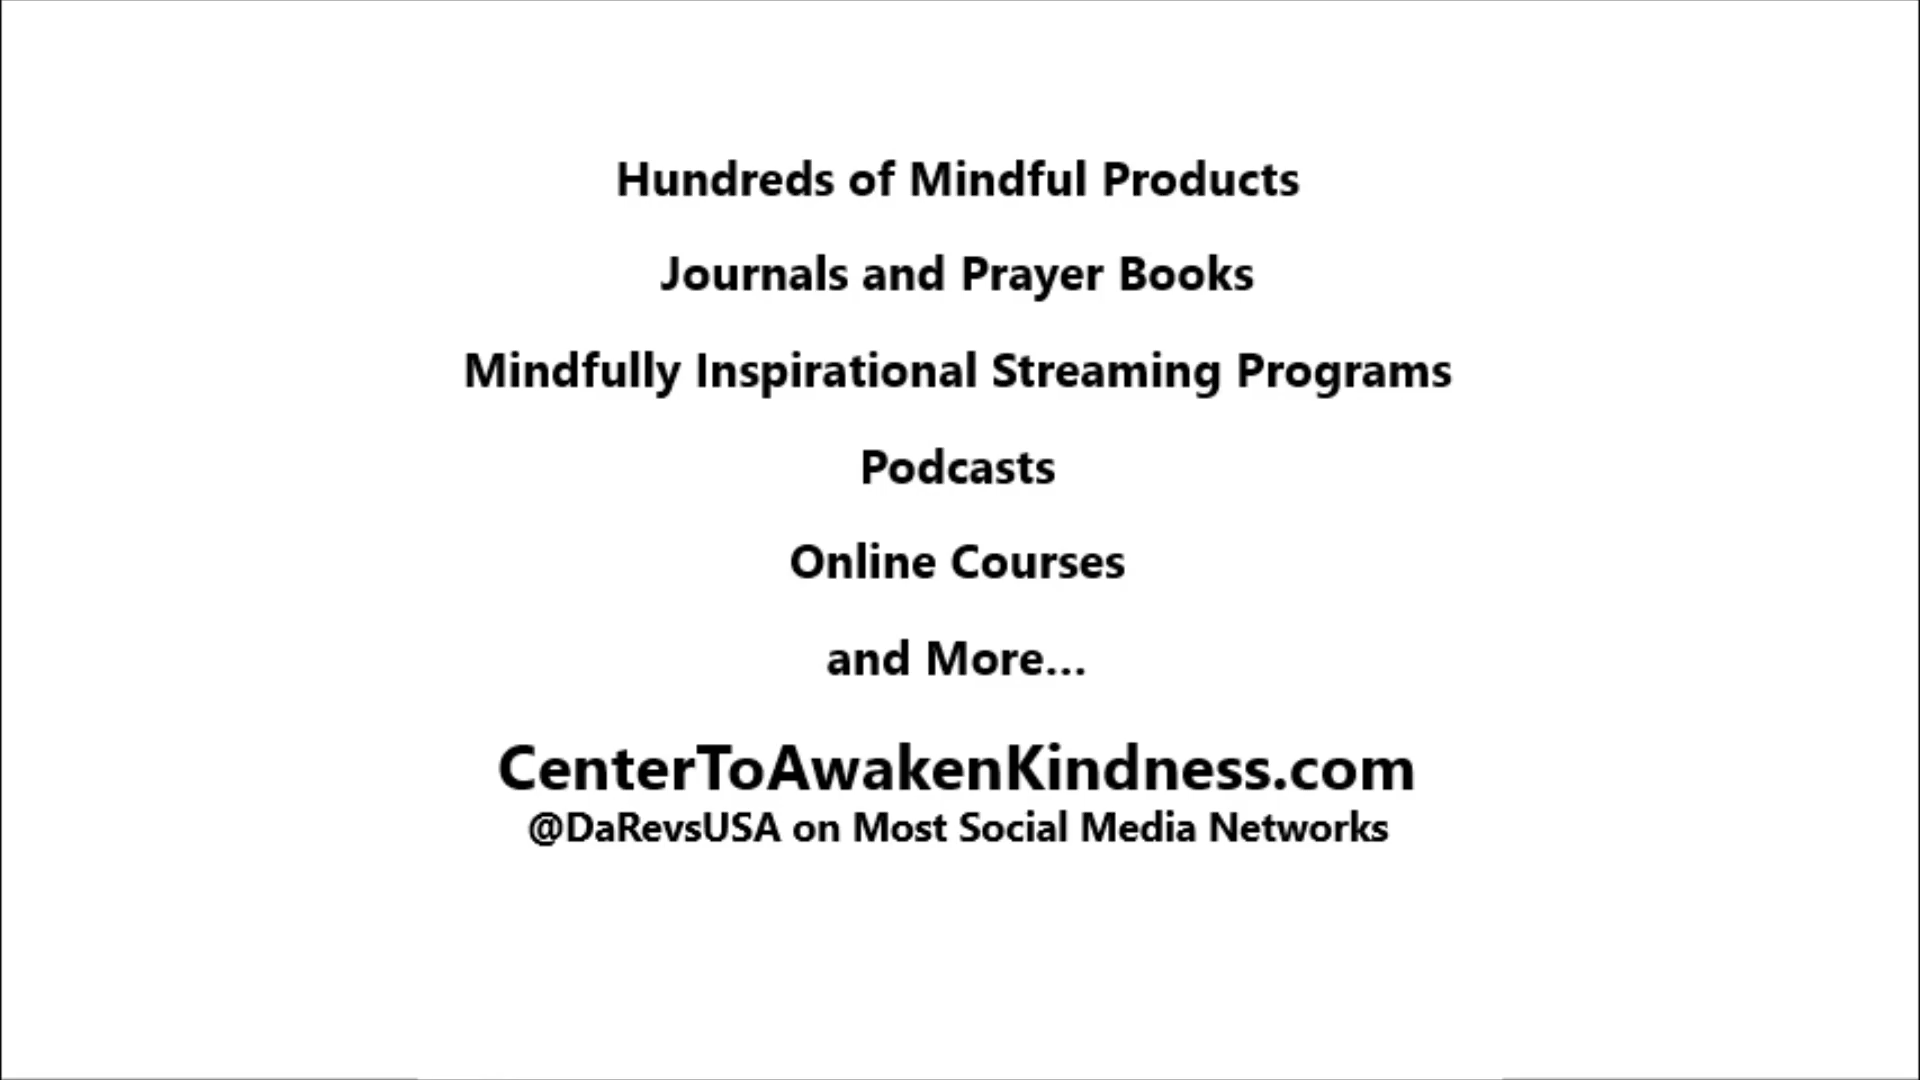 Hundreds of Mindful Products
Journals and Prayer Books
Mindfully Inspirational Streaming Programs
Podcasts
Online Courses
and More...
CenterToAwakenKindness.com
@DaRevsUSA on Most Social Media Networks